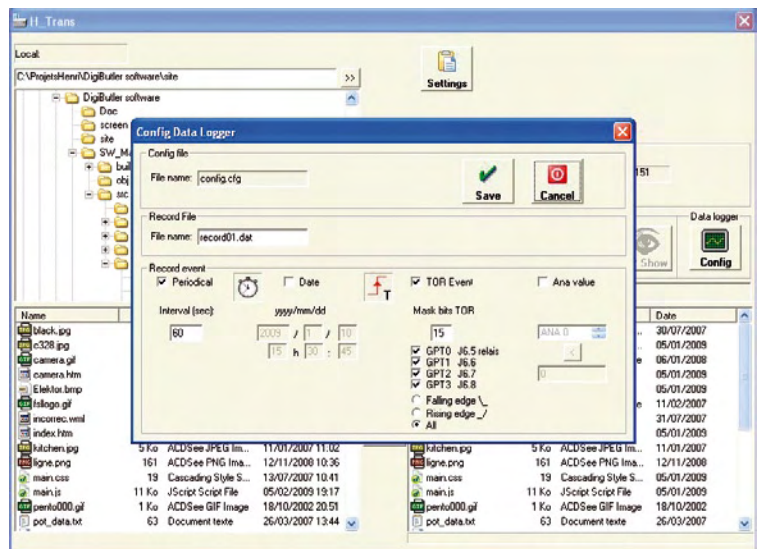 H_Trans
Local:
C:\ProjetsHenri\DigiButler software\site
>>
Settings
DigiButler software
Doc
screen
site
SW_Ma
buil
obj
src
Config Data Logger
Config file
File name: config.cfg
Save
Cancel
151
Record File
File name: record01.dat
Data logger
Show
Config
Record event
Periodical
Date
T
TOR Event
Ana value
Interval (sec):
yyyy/mm/dd
Mask bits TOR
60
2009 / 1 / 10
15 h 30 : 45
15
ANA 0
<
0
GPT0 J6.5 relais
GPT1 J6.6
GPT2 J6.7
GPT3 J6.8
Falling edge \_
Rising edge _/
All
Name
Date
black.jpg 30/07/2007
c328.jpg 05/01/2009
camera.gif 06/01/2008
camera.htm 05/01/2009
Elektor.bmp 05/01/2009
fsllogo.gif 11/02/2007
incorrec.wml 31/07/2007
index.htm 05/01/2009
kitchen.jpg 5 Ko ACDSee JPEG Im... 11/01/2007 11:02 kitchen.jpg 5 Ko ACDSee JPEG Im... 11/01/2007
ligne.png 161 ACDSee PNG Ima... 12/11/2008 10:36 ligne.png 161 ACDSee PNG Ima... 12/11/2008
main.css 19 Cascading Style S... 13/07/2007 10:41 main.css 19 Cascading Style S... 05/01/2009
main.js 11 Ko JScript Script File 05/02/2009 19:17 main.js 11 Ko JScript Script File 05/01/2009
pento000.gif 1 Ko ACDSee GIF Image 18/10/2002 20:51 pento000.gif 1 Ko ACDSee GIF Image 18/10/2002
pot_data.txt 63 Document texte 26/03/2007 13:44 pot_data.txt 63 Document texte 26/03/2007